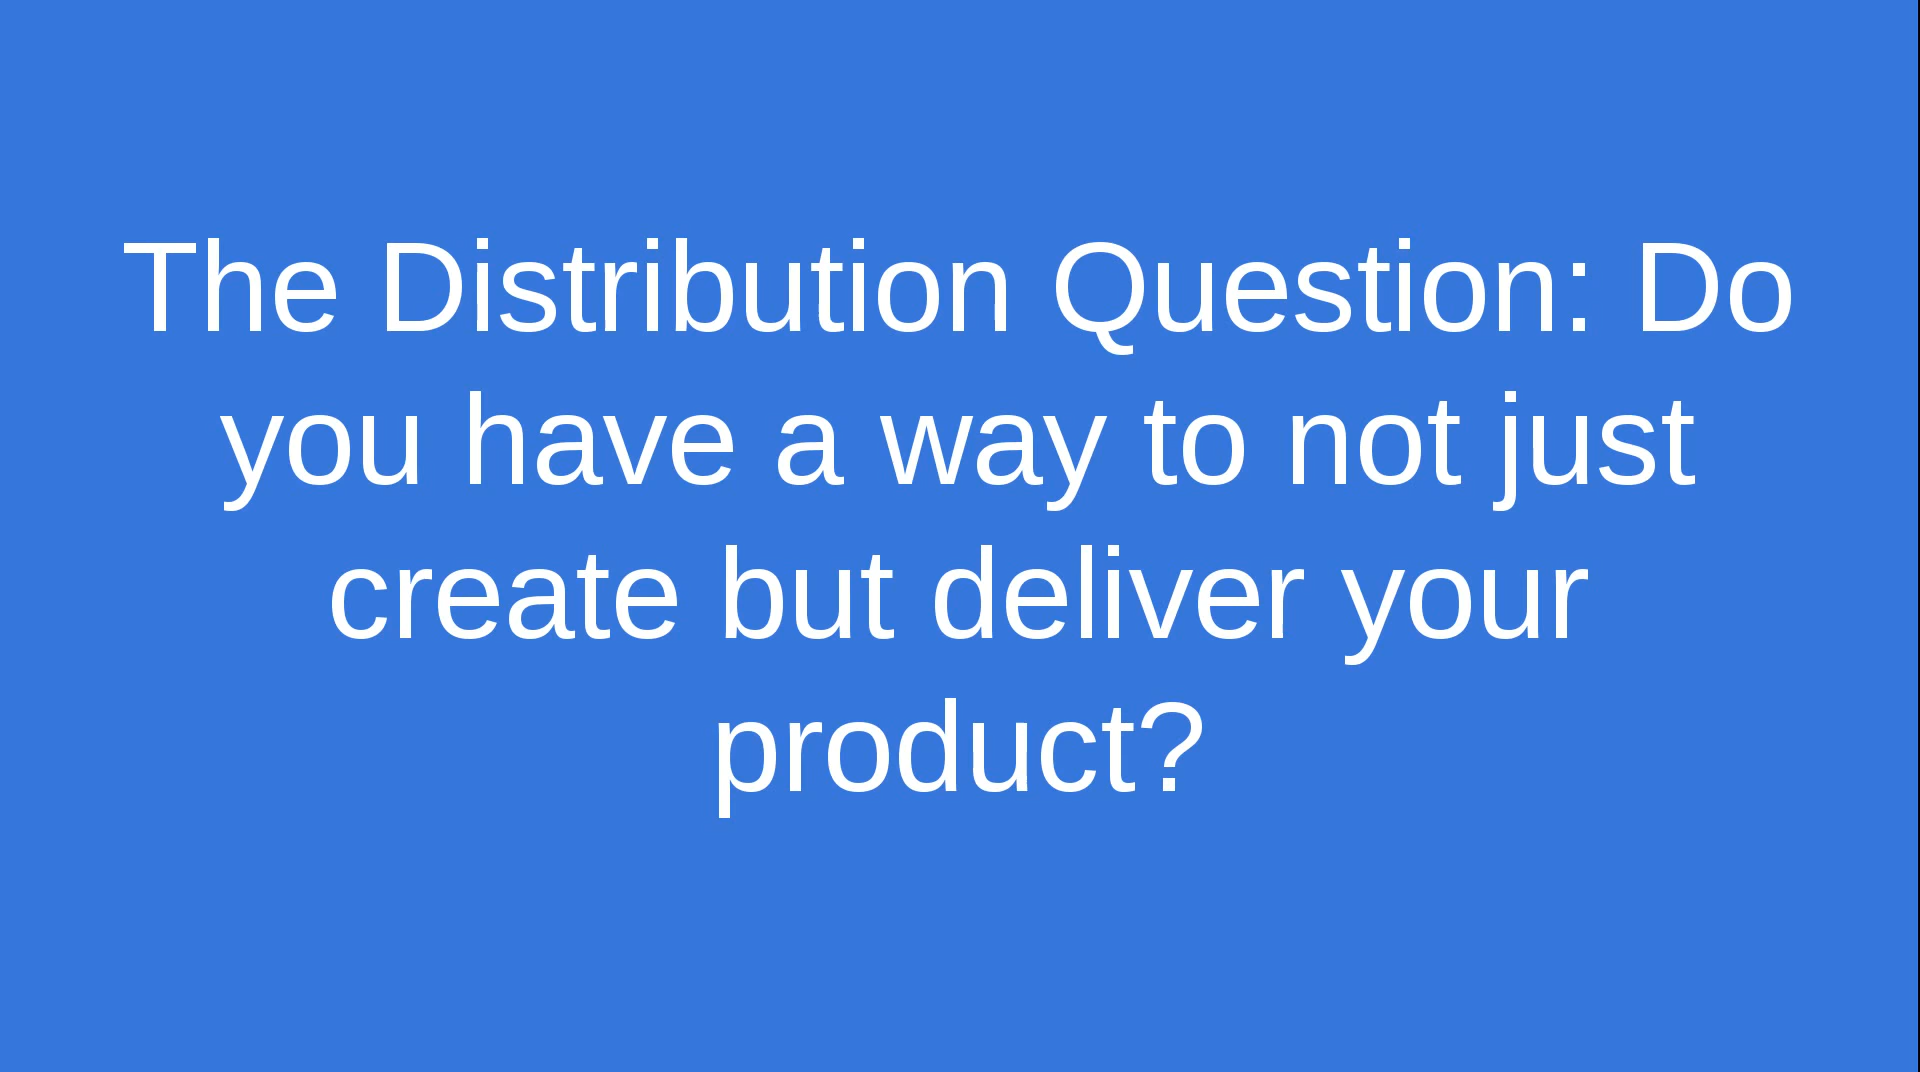 The Distribution Question: Do
you have a way to not just
create but deliver your
product?